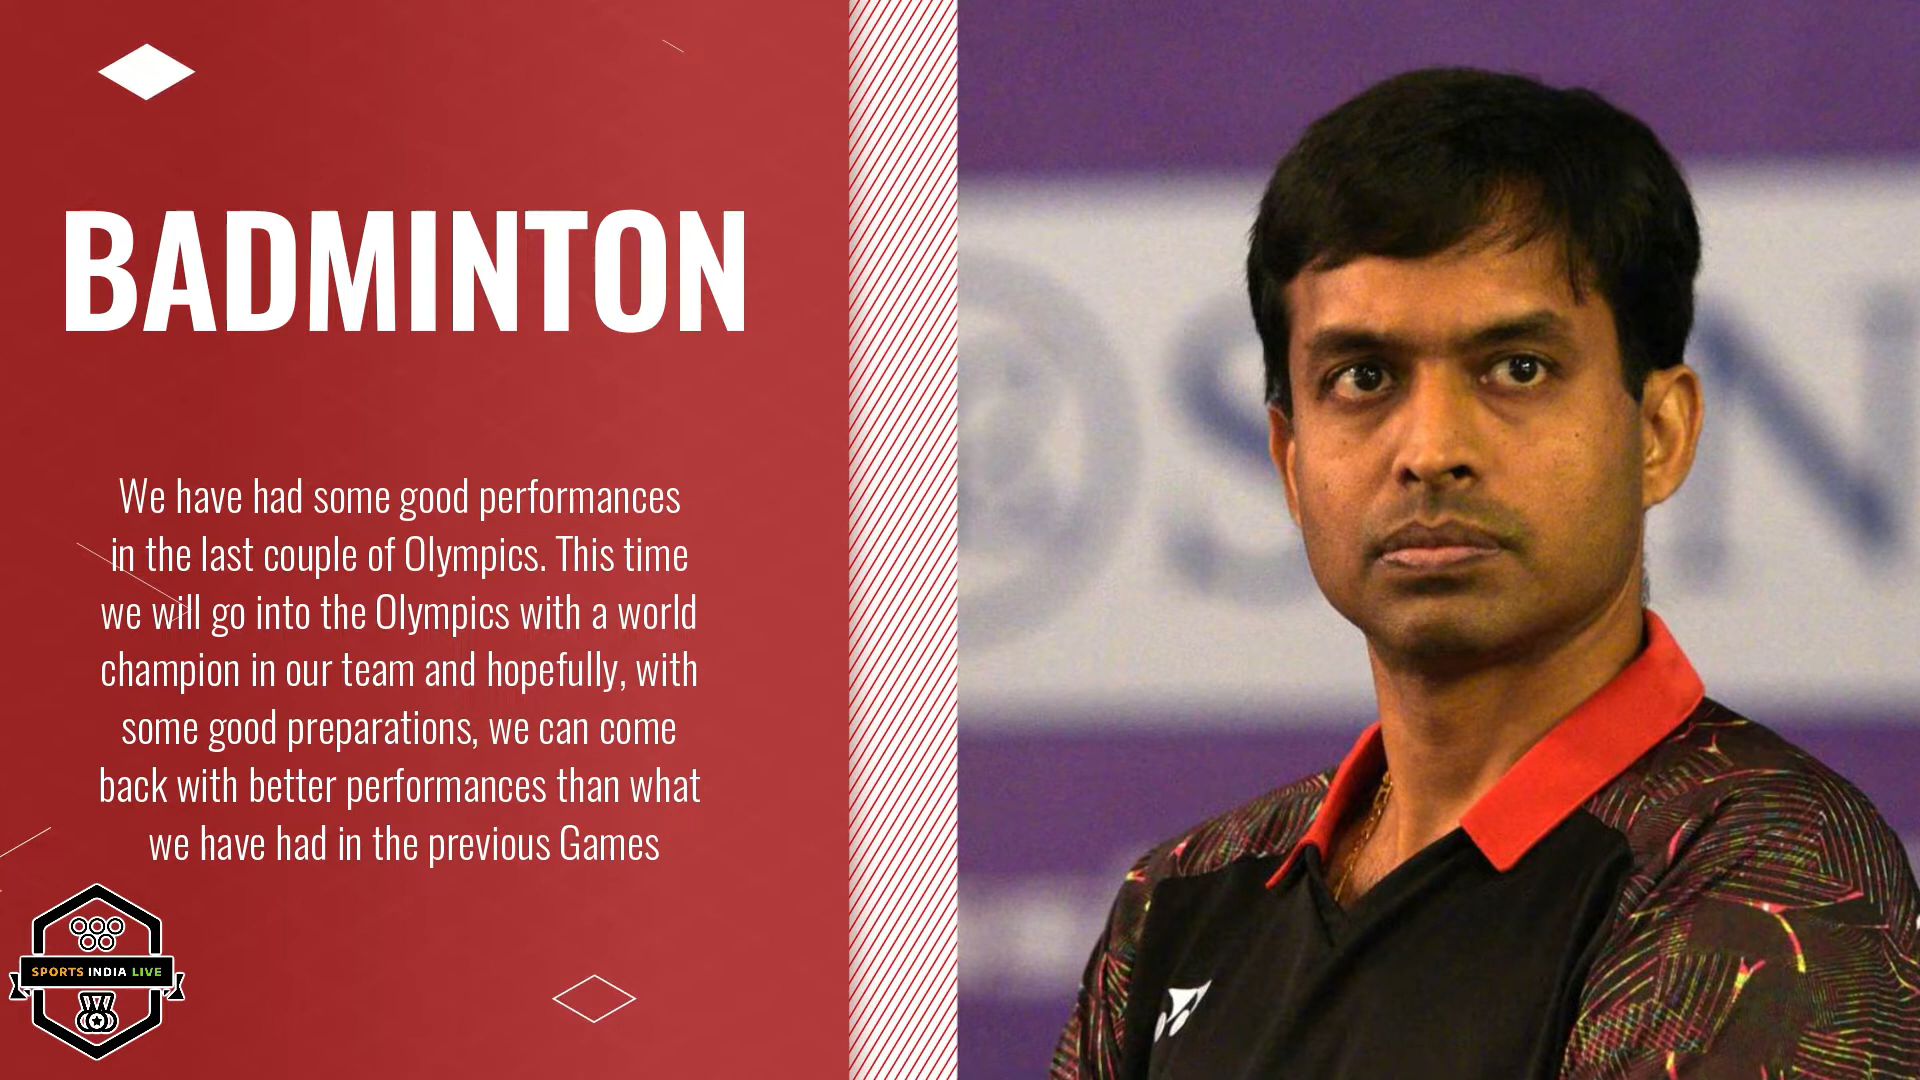 BADMINTON
We have had some good performances
in the last couple of Olympics. This time
we will go into the Olympics with a world
champion in our team and hopefully, with
some good preparations, we can come
back with better performances than what
we have had in the previous Games
SPORTS INDIA LIVE